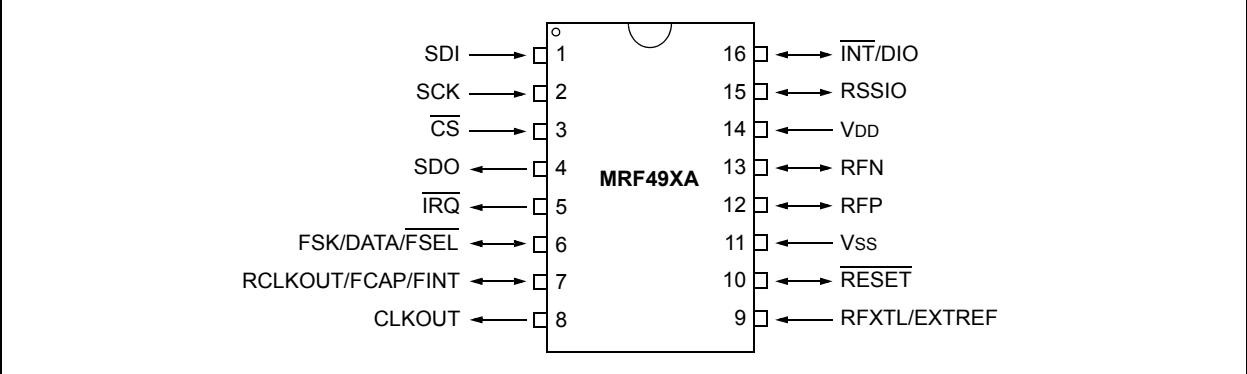 SDI 1 16 INT/DIO
SCK 2 15 RSSIO
CS 3 14 VDD
SDO 4 13 RFN
MRF49XA
IRQ 5 12 RFP
FSK/DATA/FSEL 6 11 VSS
RCLKOUT/FCAP/FINT 7 10 RESET
CLKOUT 8 9 RFXTL/EXTREF